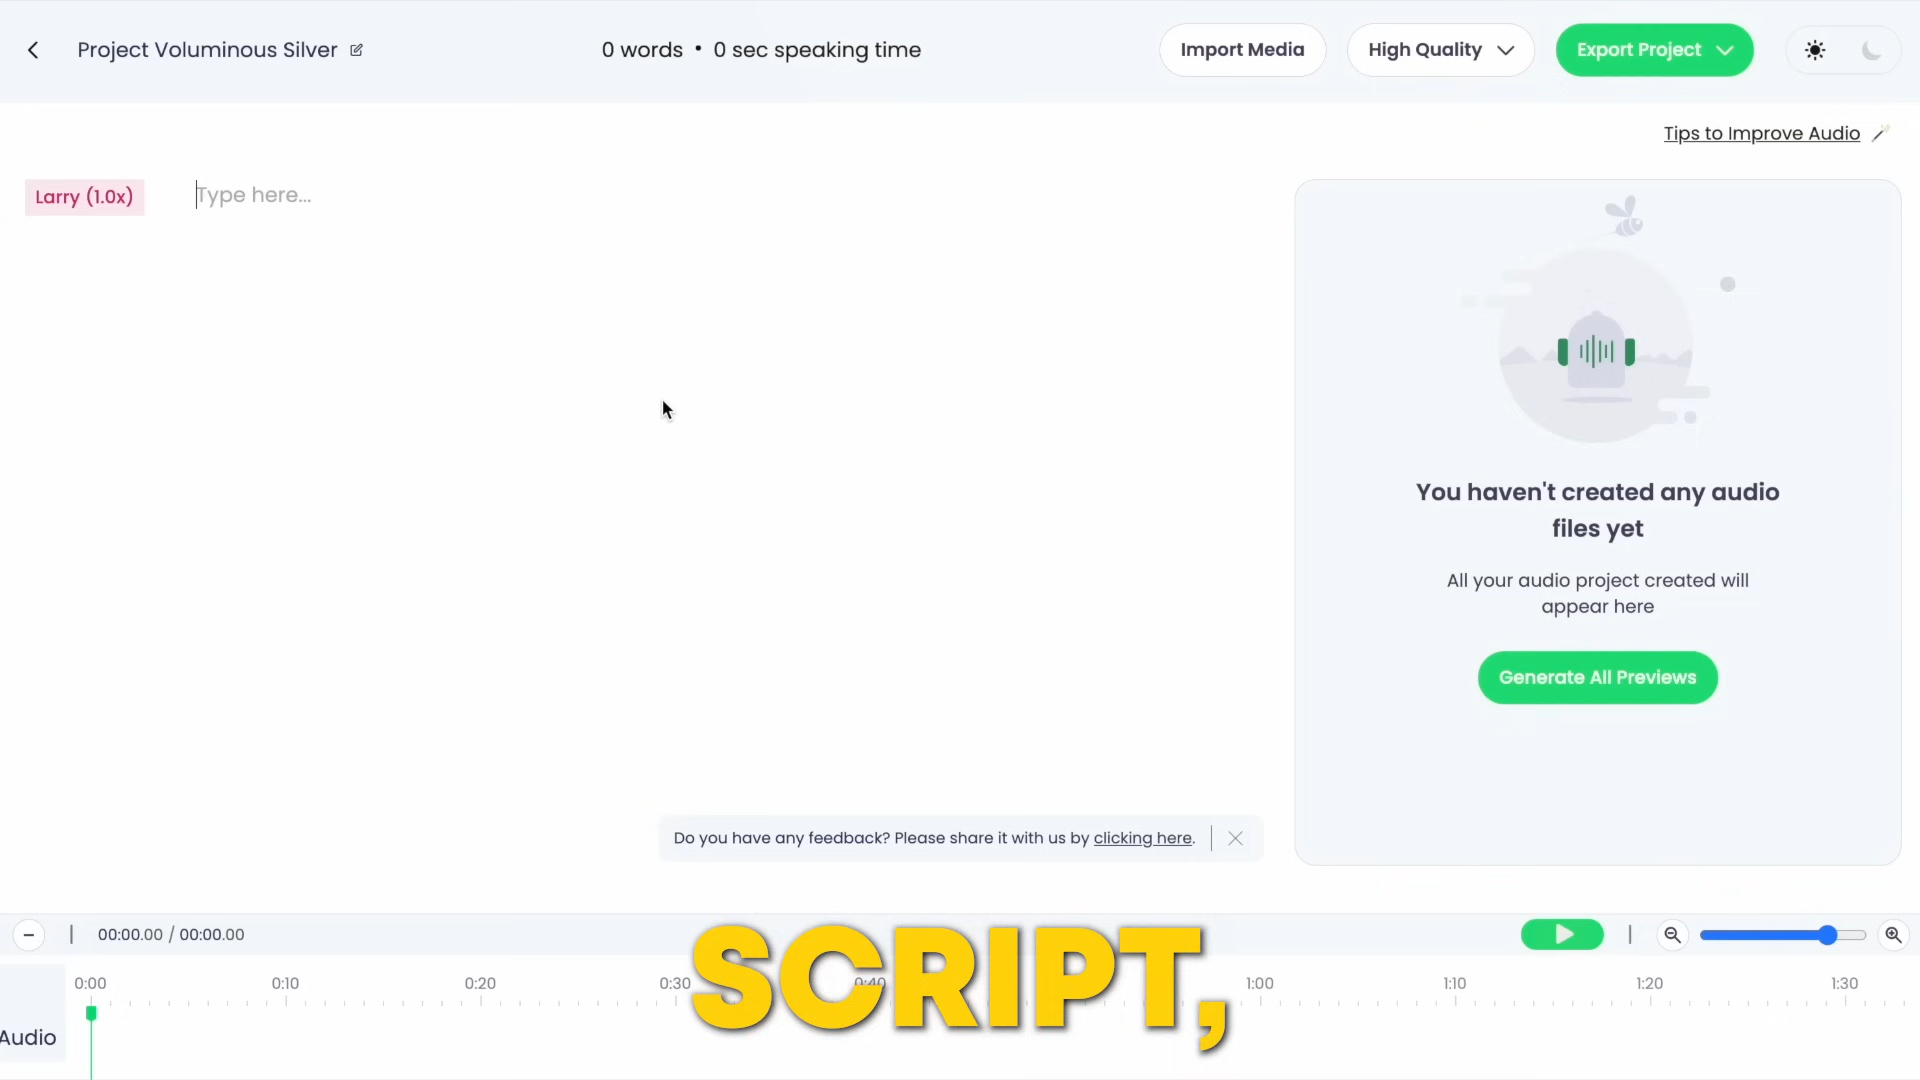 Project Voluminous Silver
0 words • 0 sec speaking time
Import Media
High Quality
Export Project
Tips to Improve Audio
Larry (1.0x)
Type here...
You haven't created any audio
files yet
All your audio project created will
appear here
Generate All Previews
Do you have any feedback? Please share it with us by clicking here.
00:00.00 / 00:00.00
0:00 0:10 0:20 0:30 0:40 1:00 1:10 1:20 1:30
SCRIPT,
Audio